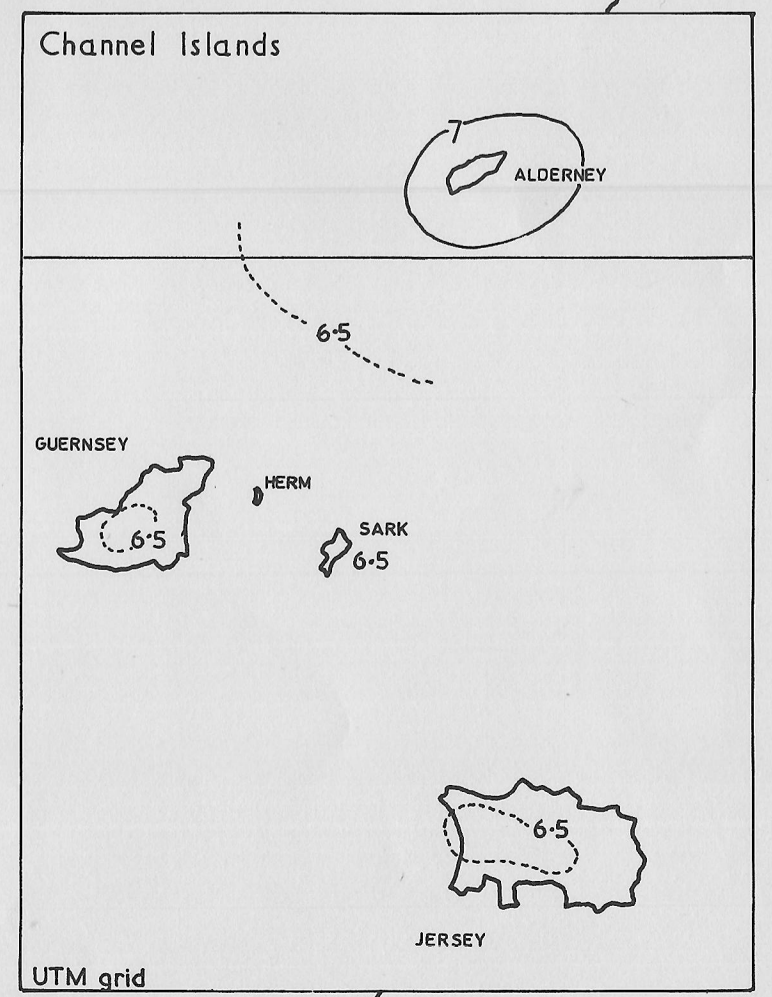 Channel Islands
7
ALDERNEY
6·5
GUERNSEY
HERM
SARK
6·5
6·5
6·5
JERSEY
UTM grid